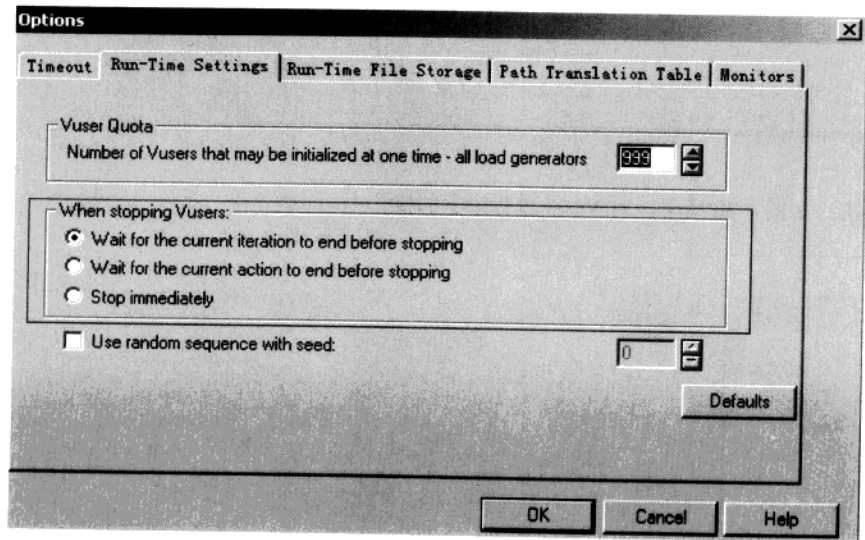 Options
Timeout Run-Time Settings Run-Time File Storage Path Translation Table Monitors
Vuser Quota
Number of Vusers that may be initialized at one time - all load generators 999
When stopping Vusers:
Wait for the current iteration to end before stopping
Wait for the current action to end before stopping
Stop immediately
Use random sequence with seed: 0
Defaults
OK Cancel Help